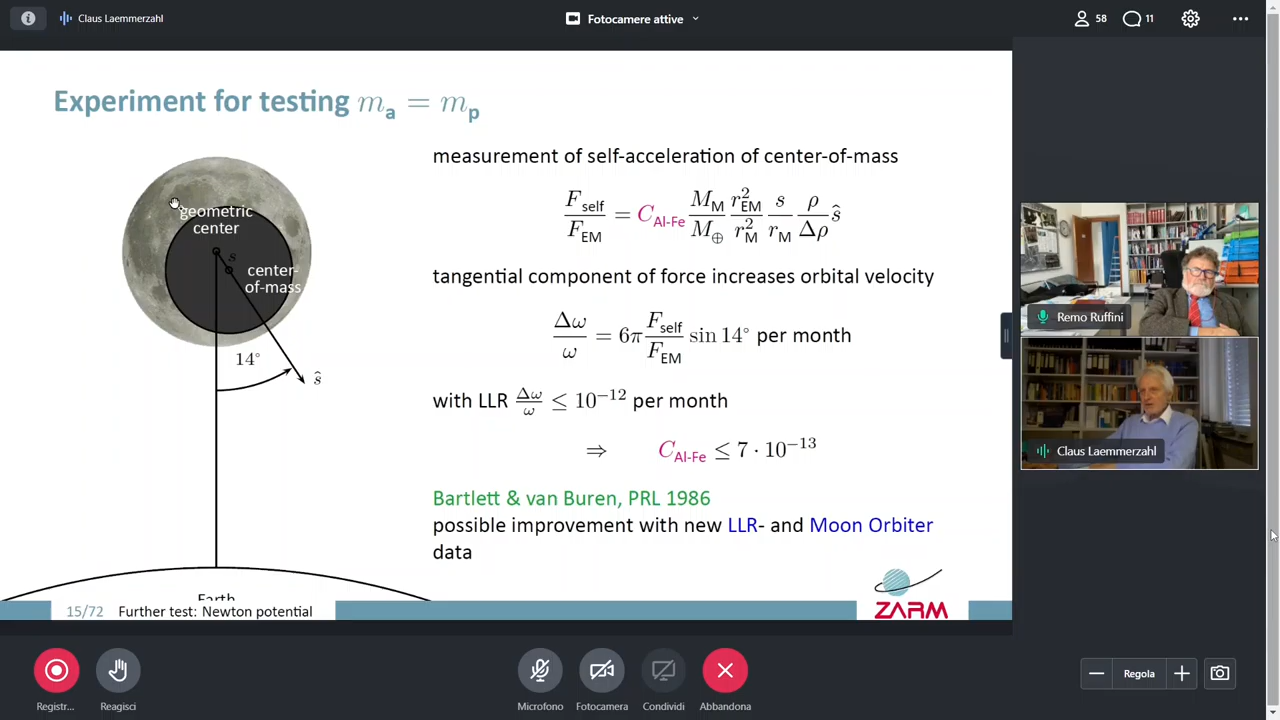 Claus Laemmerzahl
Fotocamere attive
58
11
Experiment for testing mₐ = mₚ
geometric
center
s
center-
of-mass
14°
ŝ
Earth
measurement of self-acceleration of center-of-mass
F_self/F_EM = C_Al-Fe M_M/M_⊕ r²_EM/r²_M s/r_M ρ/Δρ ŝ
tangential component of force increases orbital velocity
Δω/ω = 6π F_self/F_EM sin 14° per month
with LLR Δω/ω ≤ 10⁻¹² per month
⇒ C_Al-Fe ≤ 7 · 10⁻¹³
Bartlett & van Buren, PRL 1986
possible improvement with new LLR- and Moon Orbiter
data
15/72 Further test: Newton potential
ZARM
Remo Ruffini
Claus Laemmerzahl
Registr...
Reagisci
Microfono
Fotocamera
Condividi
Abbandona
Regola